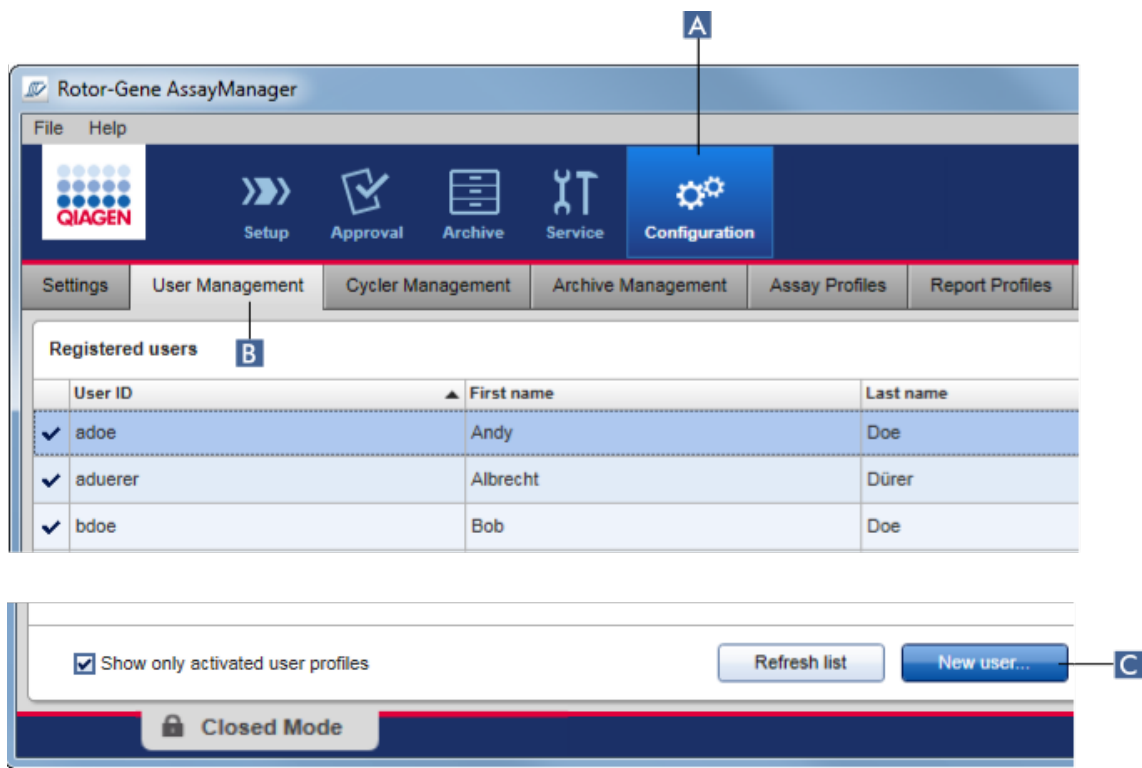 A
Rotor-Gene AssayManager
File Help
QIAGEN
Setup Approval Archive Service Configuration
Settings User Management Cycler Management Archive Management Assay Profiles Report Profiles
Registered users B
User ID First name Last name
adoe Andy Doe
aduerer Albrecht Dürer
bdoe Bob Doe
Show only activated user profiles Refresh list New user... C
Closed Mode